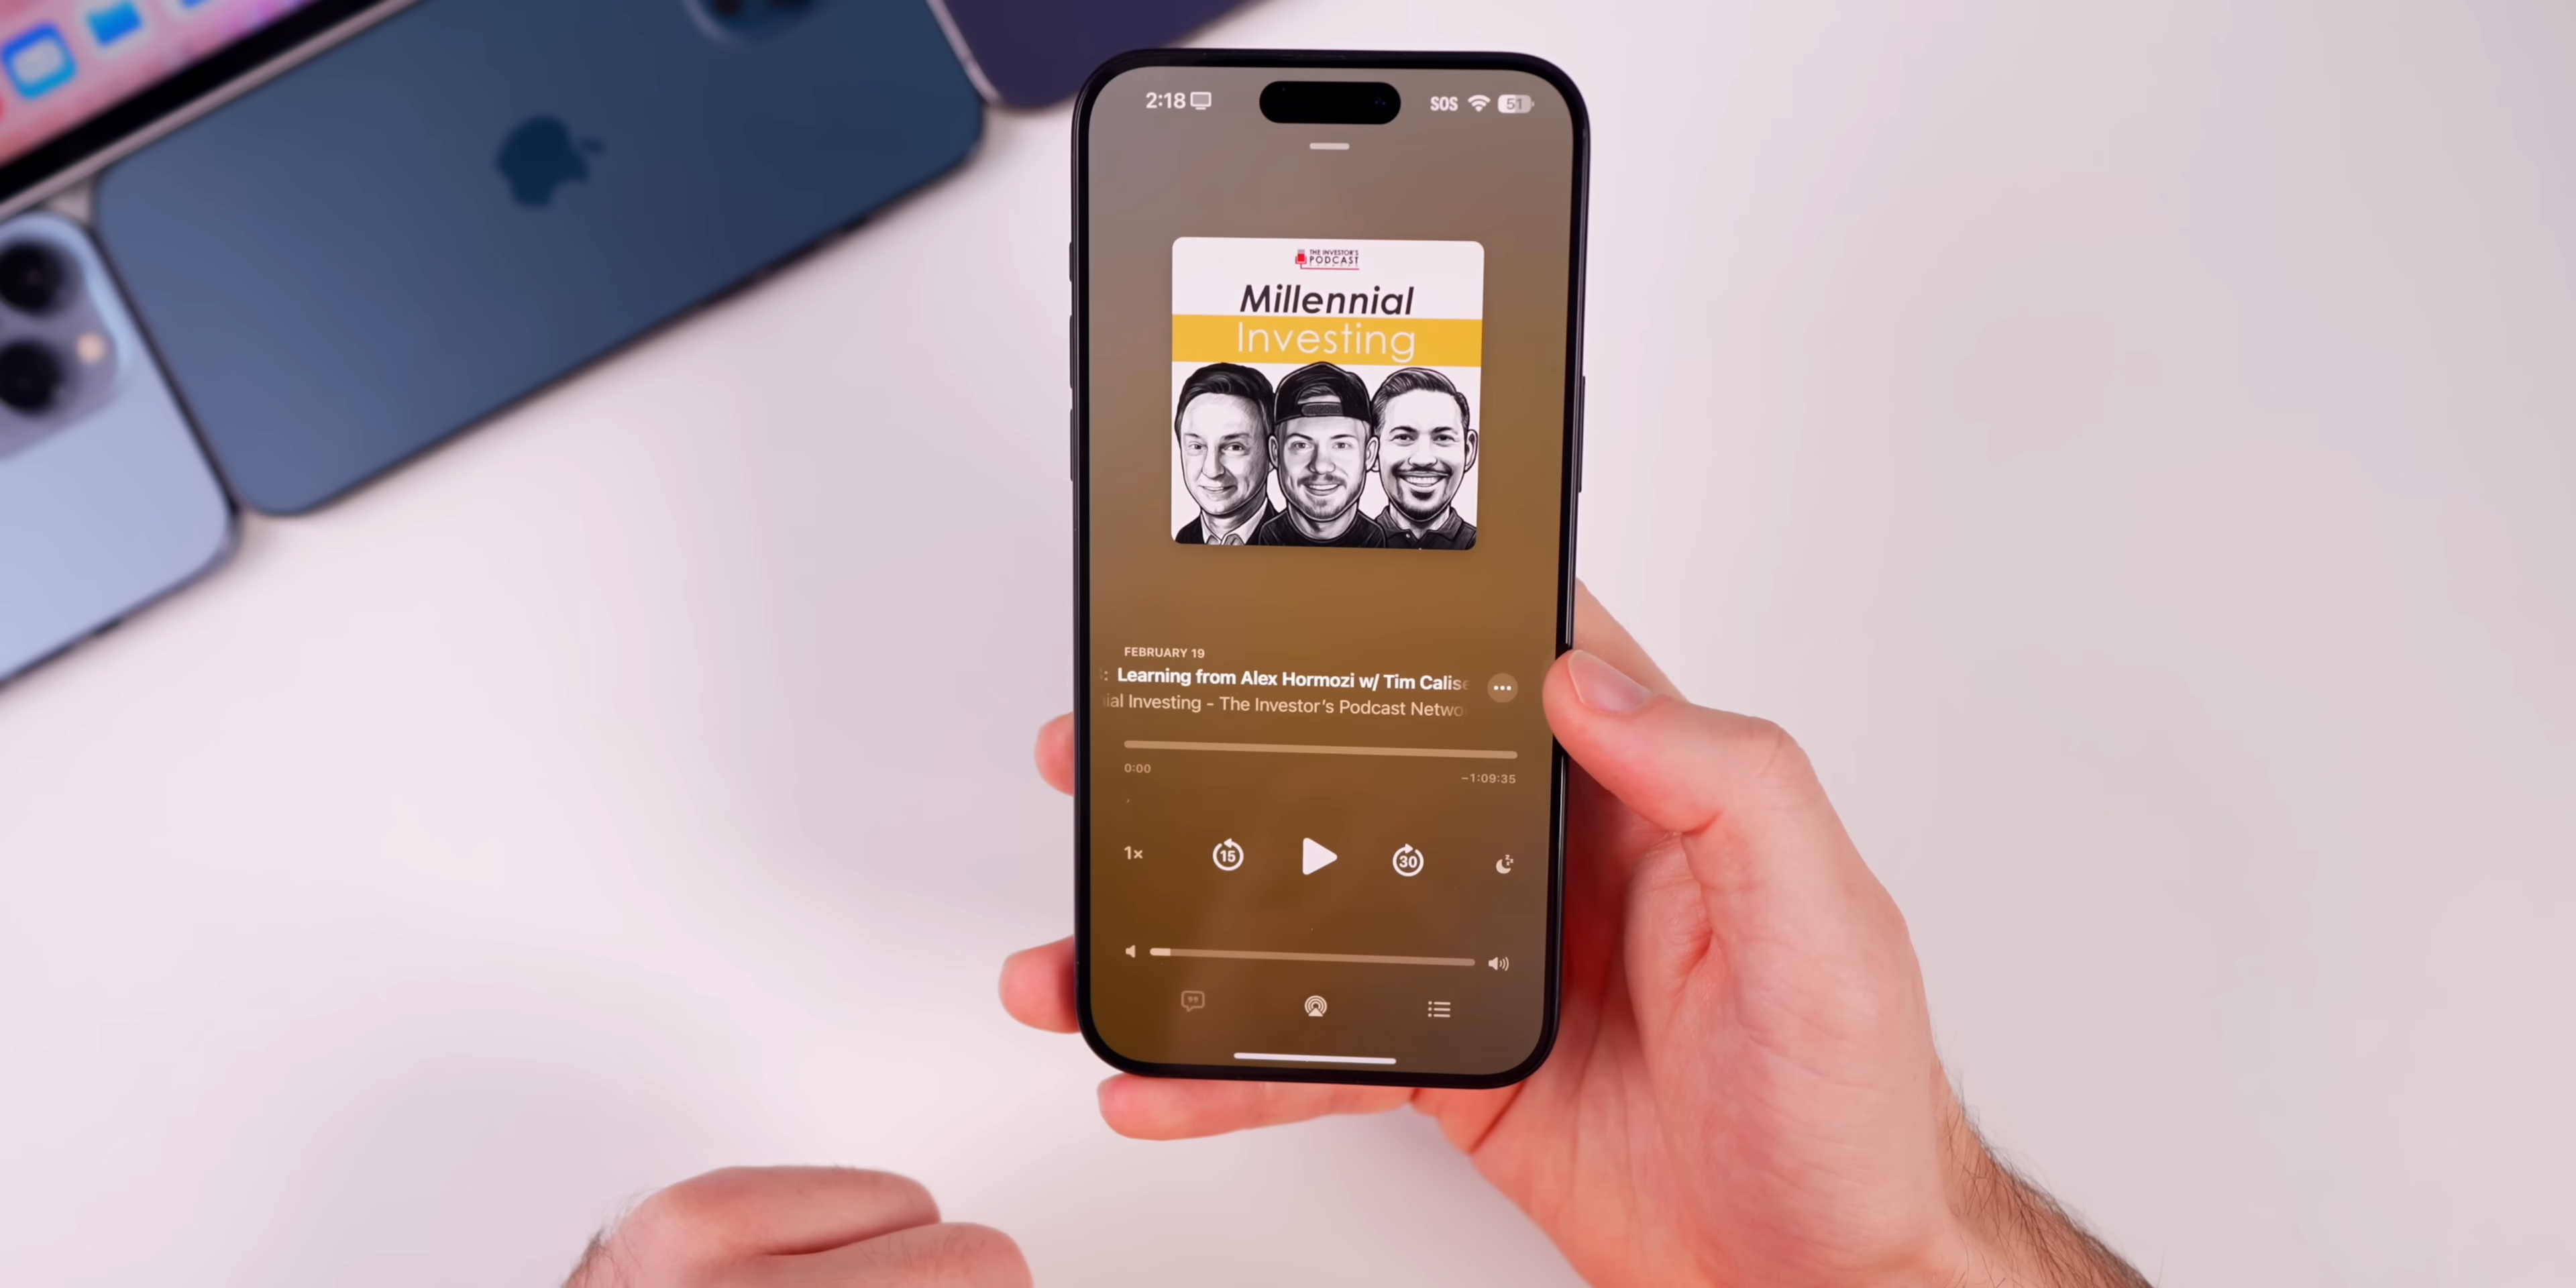 2:18
SOS
51
THE INVESTOR'S
PODCAST
Millennial
Investing
FEBRUARY 19
: Learning from Alex Hormozi w/ Tim Calise
ial Investing - The Investor's Podcast Netwo
0:00
-1:09:35
1×
15
30